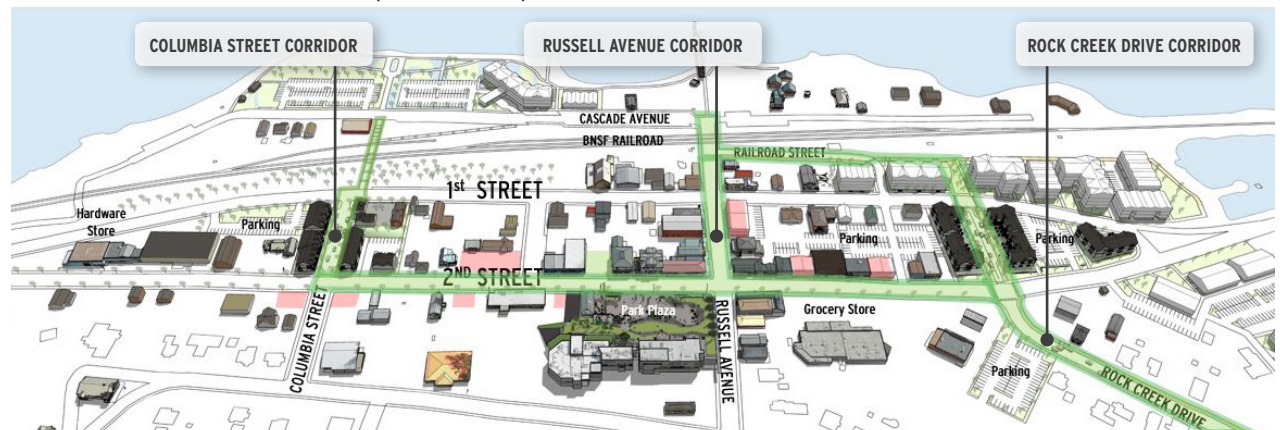 COLUMBIA STREET CORRIDOR
RUSSELL AVENUE CORRIDOR
ROCK CREEK DRIVE CORRIDOR
CASCADE AVENUE
BNSF RAILROAD
RAILROAD STREET
1st STREET
Hardware
Store
Parking
Parking
Parking
2ND STREET
Park Plaza
Grocery Store
COLUMBIA STREET
RUSSELL AVENUE
Parking
ROCK CREEK DRIVE